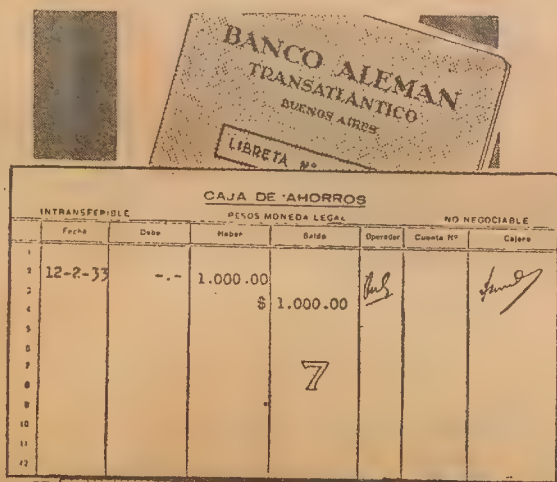 BANCO ALEMAN
TRANSATLANTICO
BUENOS AIRES
LIBRETA Nº
CAJA DE AHORROS
INTRANSFERIBLE PESOS MONEDA LEGAL NO NEGOCIABLE
Fecha Debe Haber Saldo Operador Cuenta Nº Cajero
1
2 12-2-33 -.- 1.000.00
3
4 $ 1.000.00
5
6
7
8 7
9
10
11
12